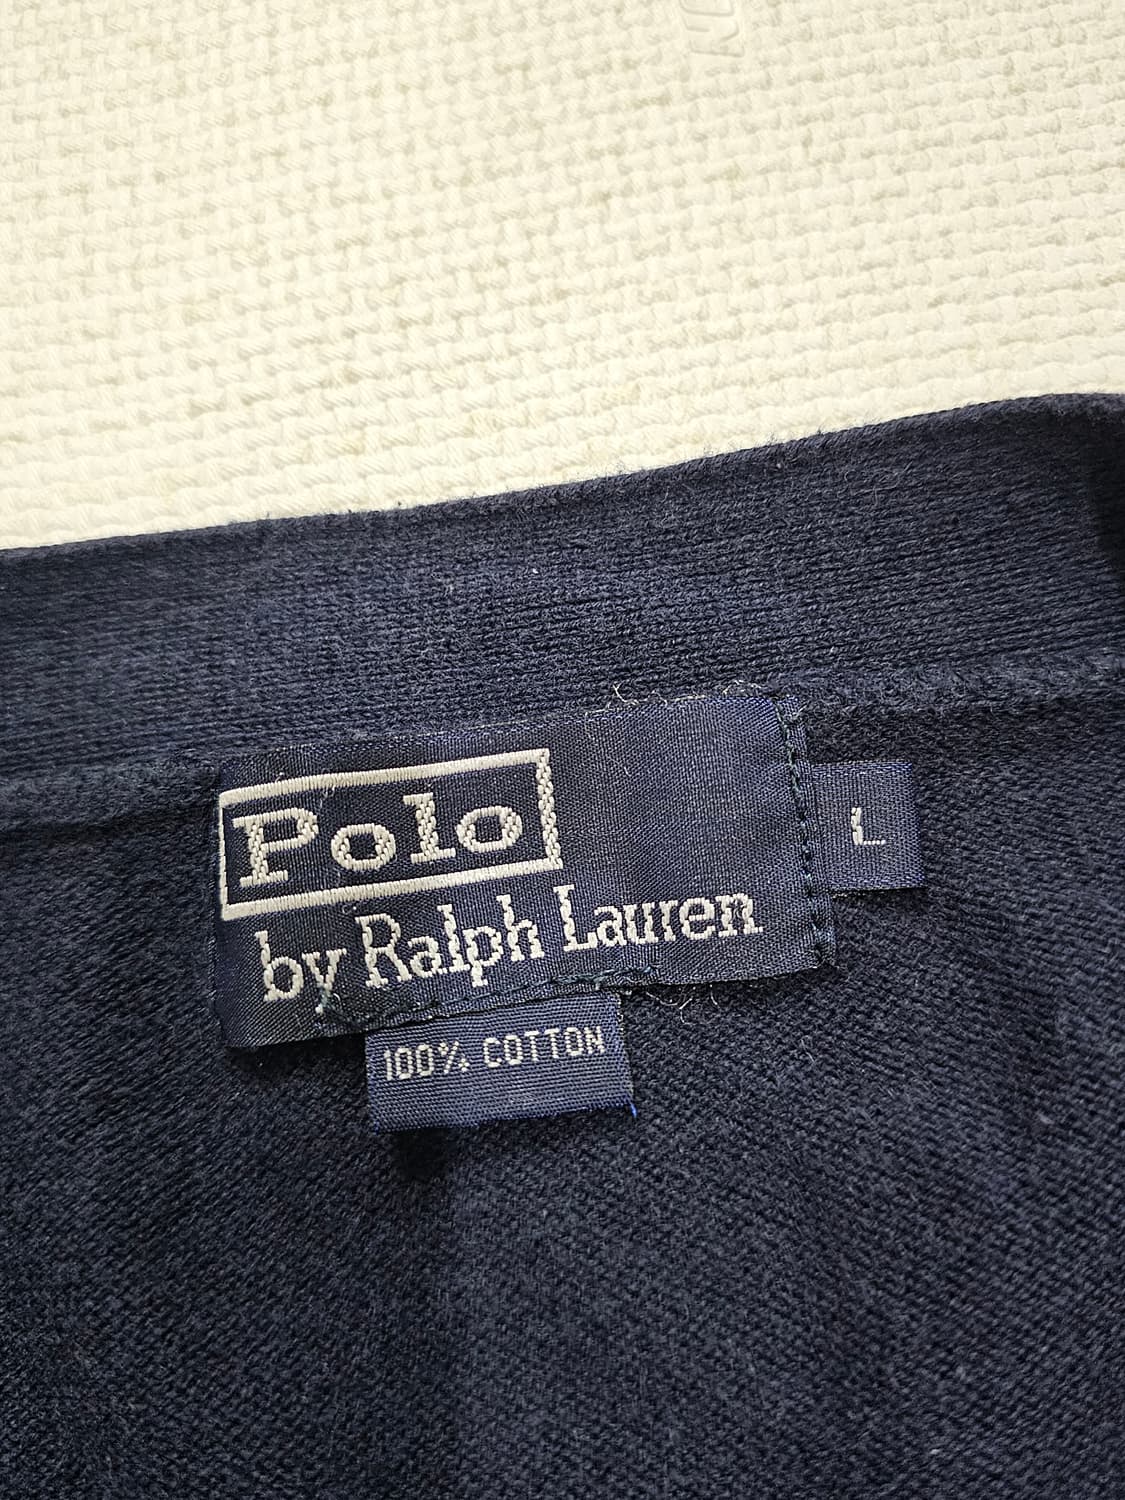 Polo
by Ralph Lauren
L
100% COTTON